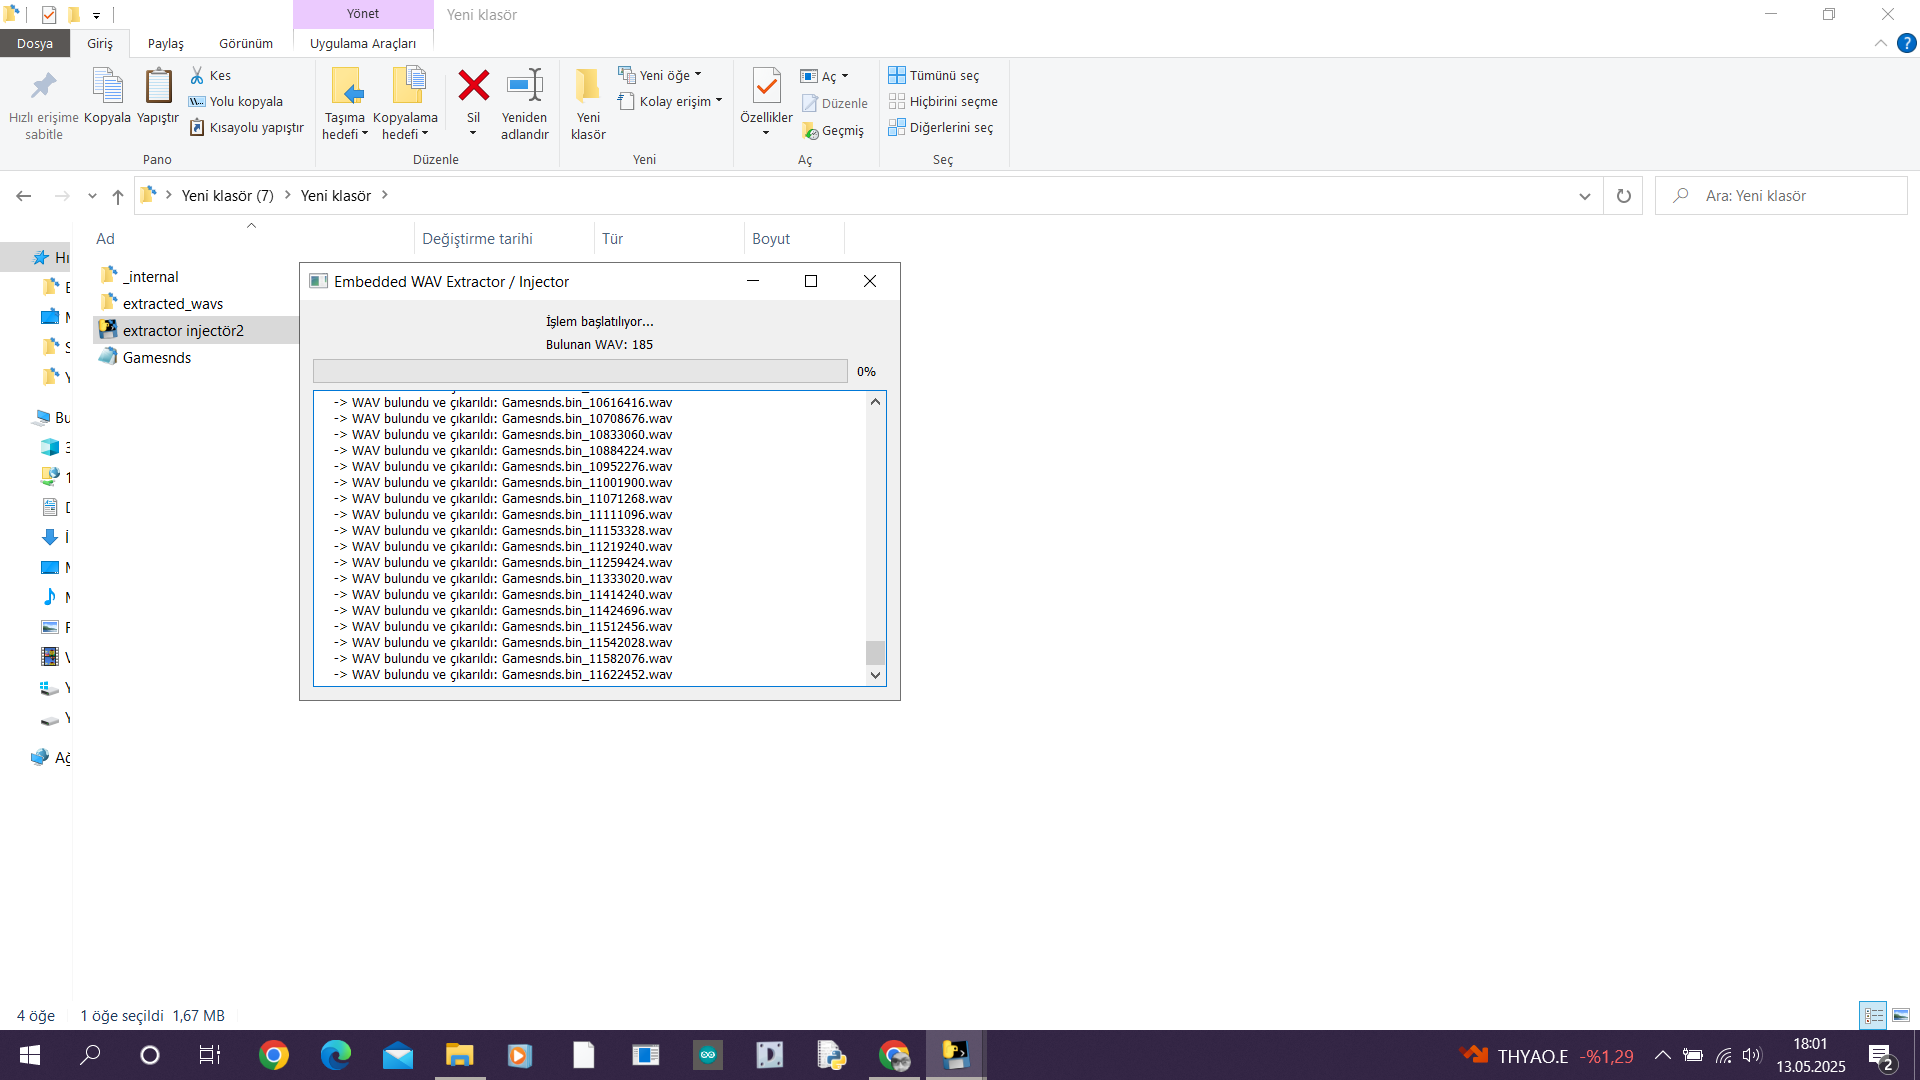 Yönet
Yeni klasör
Dosya
Giriş
Paylaş
Görünüm
Uygulama Araçları
Hızlı erişime sabitle
Kopyala
Yapıştır
Kes
Yolu kopyala
Kısayolu yapıştır
Pano
Taşıma hedefi
Kopyalama hedefi
Sil
Yeniden adlandır
Düzenle
Yeni klasör
Yeni öğe
Kolay erişim
Yeni
Özellikler
Aç
Düzenle
Geçmiş
Aç
Tümünü seç
Hiçbirini seçme
Diğerlerini seç
Seç
Yeni klasör (7)
Yeni klasör
Ara: Yeni klasör
Ad
Değiştirme tarihi
Tür
Boyut
_internal
extracted_wavs
extractor injectör2
Gamesnds
Embedded WAV Extractor / Injector
İşlem başlatılıyor...
Bulunan WAV: 185
0%
-> WAV bulundu ve çıkarıldı: Gamesnds.bin_10616416.wav
-> WAV bulundu ve çıkarıldı: Gamesnds.bin_10708676.wav
-> WAV bulundu ve çıkarıldı: Gamesnds.bin_10833060.wav
-> WAV bulundu ve çıkarıldı: Gamesnds.bin_10884224.wav
-> WAV bulundu ve çıkarıldı: Gamesnds.bin_10952276.wav
-> WAV bulundu ve çıkarıldı: Gamesnds.bin_11001900.wav
-> WAV bulundu ve çıkarıldı: Gamesnds.bin_11071268.wav
-> WAV bulundu ve çıkarıldı: Gamesnds.bin_11111096.wav
-> WAV bulundu ve çıkarıldı: Gamesnds.bin_11153328.wav
-> WAV bulundu ve çıkarıldı: Gamesnds.bin_11219240.wav
-> WAV bulundu ve çıkarıldı: Gamesnds.bin_11259424.wav
-> WAV bulundu ve çıkarıldı: Gamesnds.bin_11333020.wav
-> WAV bulundu ve çıkarıldı: Gamesnds.bin_11414240.wav
-> WAV bulundu ve çıkarıldı: Gamesnds.bin_11424696.wav
-> WAV bulundu ve çıkarıldı: Gamesnds.bin_11512456.wav
-> WAV bulundu ve çıkarıldı: Gamesnds.bin_11542028.wav
-> WAV bulundu ve çıkarıldı: Gamesnds.bin_11582076.wav
-> WAV bulundu ve çıkarıldı: Gamesnds.bin_11622452.wav
4 öğe
1 öğe seçildi 1,67 MB
THYAO.E -%1,29
18:01
13.05.2025
2